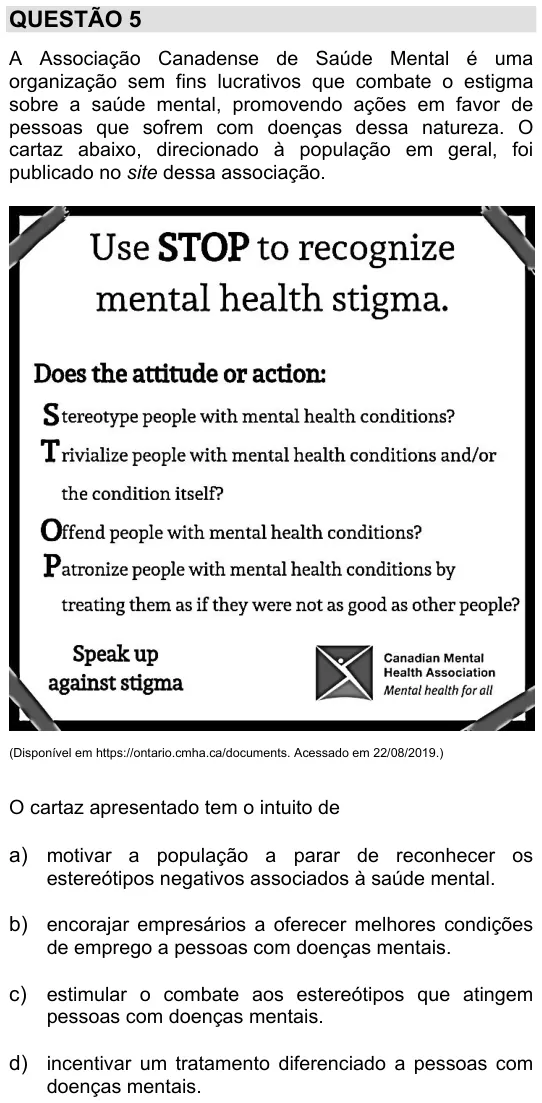 QUESTÃO 5
A Associação Canadense de Saúde Mental é uma
organização sem fins lucrativos que combate o estigma
sobre a saúde mental, promovendo ações em favor de
pessoas que sofrem com doenças dessa natureza. O
cartaz abaixo, direcionado à população em geral, foi
publicado no site dessa associação.
Use STOP to recognize
mental health stigma.
Does the attitude or action:
Stereotype people with mental health conditions?
Trivialize people with mental health conditions and/or
the condition itself?
Offend people with mental health conditions?
Patronize people with mental health conditions by
treating them as if they were not as good as other people?
Speak up
against stigma
Canadian Mental
Health Association
Mental health for all
(Disponível em https://ontario.cmha.ca/documents. Acessado em 22/08/2019.)
O cartaz apresentado tem o intuito de
a) motivar a população a parar de reconhecer os
estereótipos negativos associados à saúde mental.
b) encorajar empresários a oferecer melhores condições
de emprego a pessoas com doenças mentais.
c) estimular o combate aos estereótipos que atingem
pessoas com doenças mentais.
d) incentivar um tratamento diferenciado a pessoas com
doenças mentais.